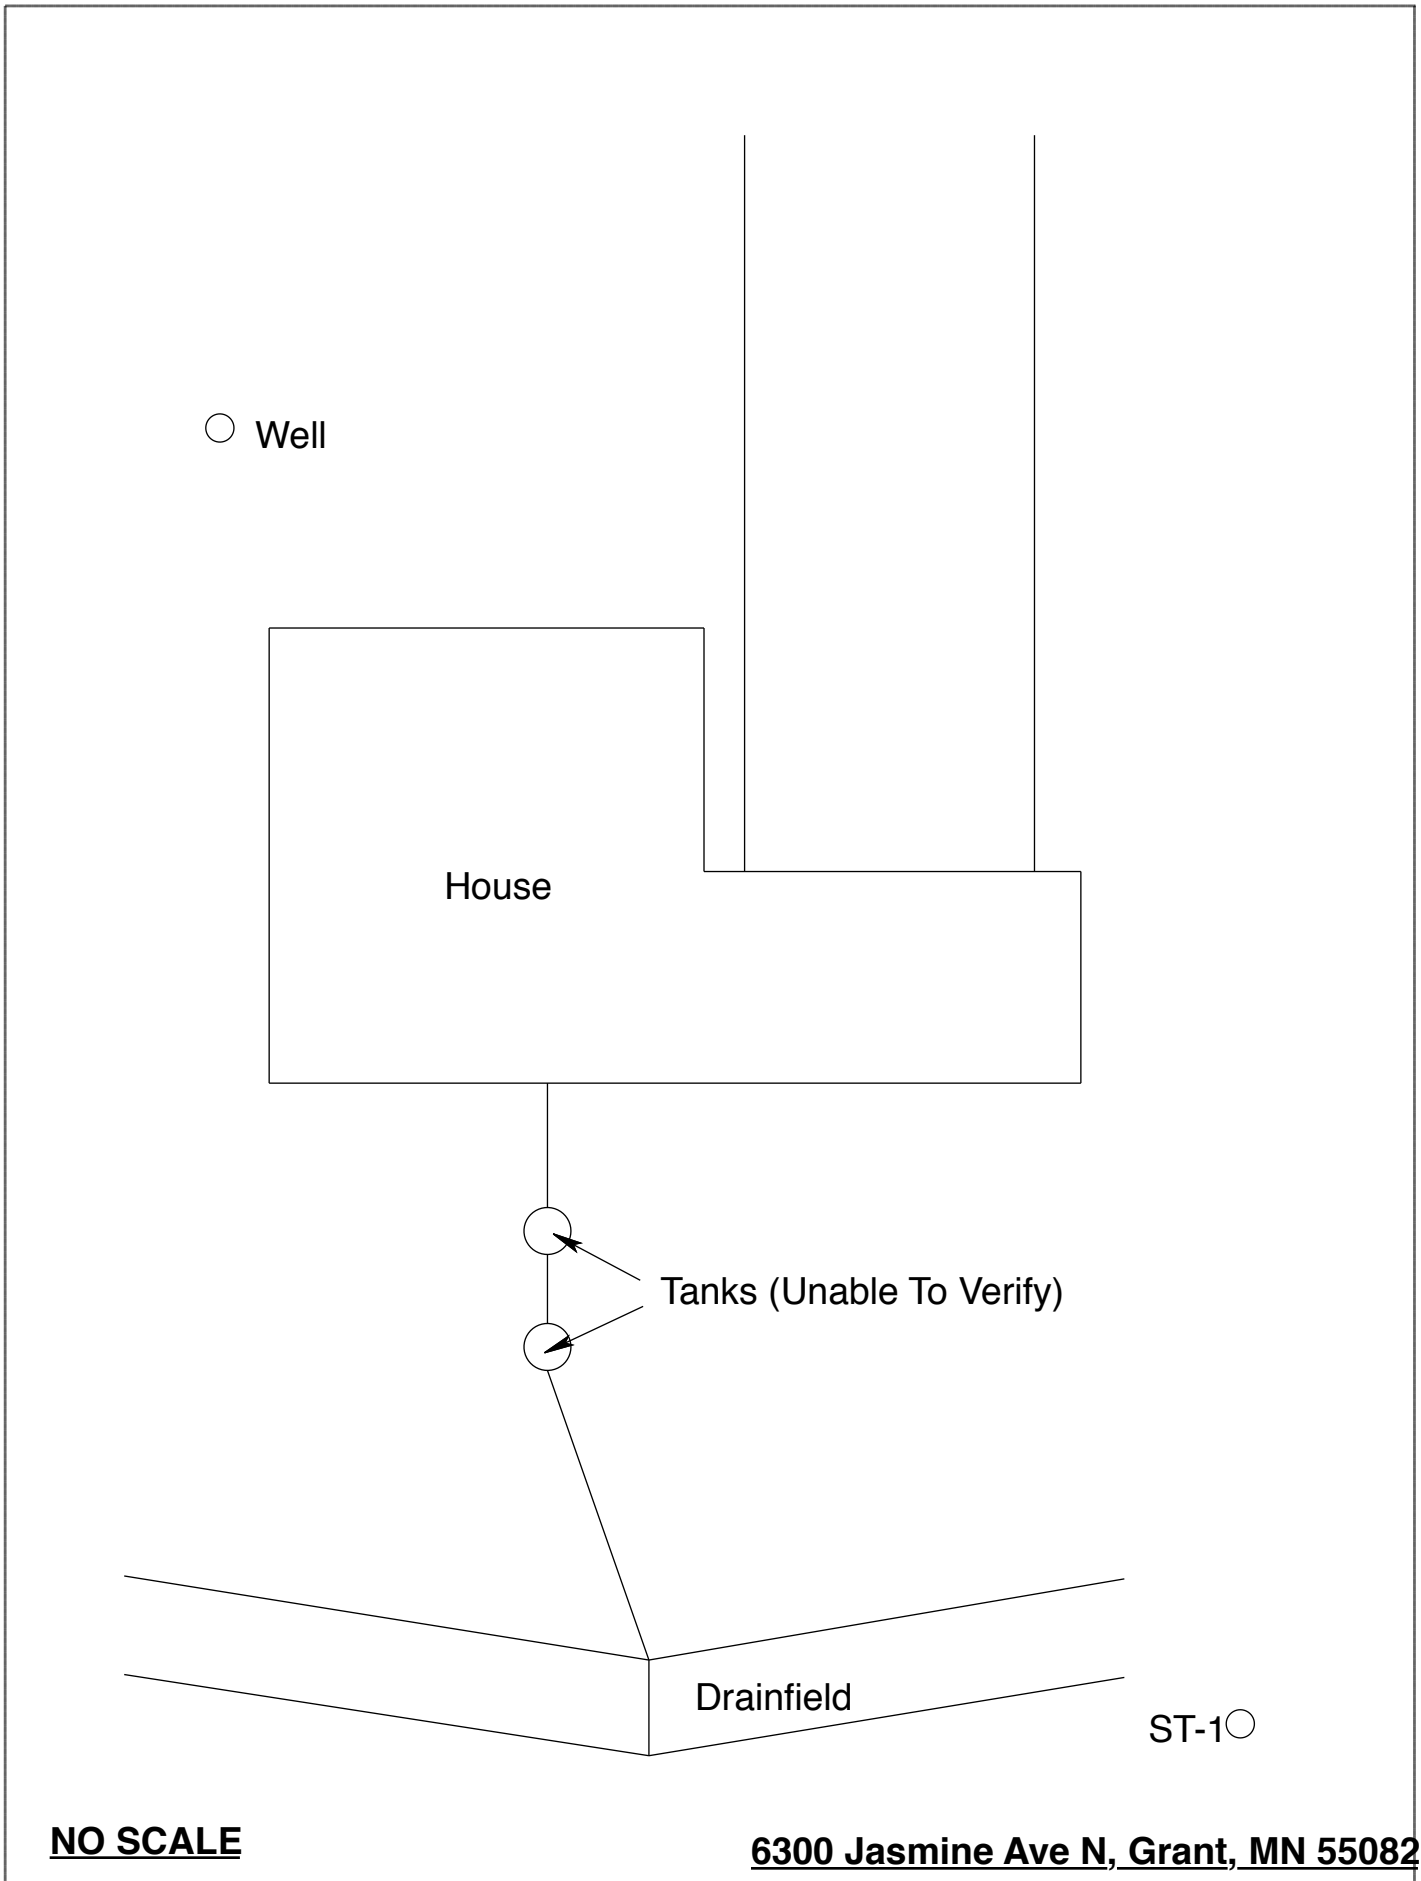 Well
House
Tanks (Unable To Verify)
Drainfield
ST-1
NO SCALE
6300 Jasmine Ave N, Grant, MN 55082